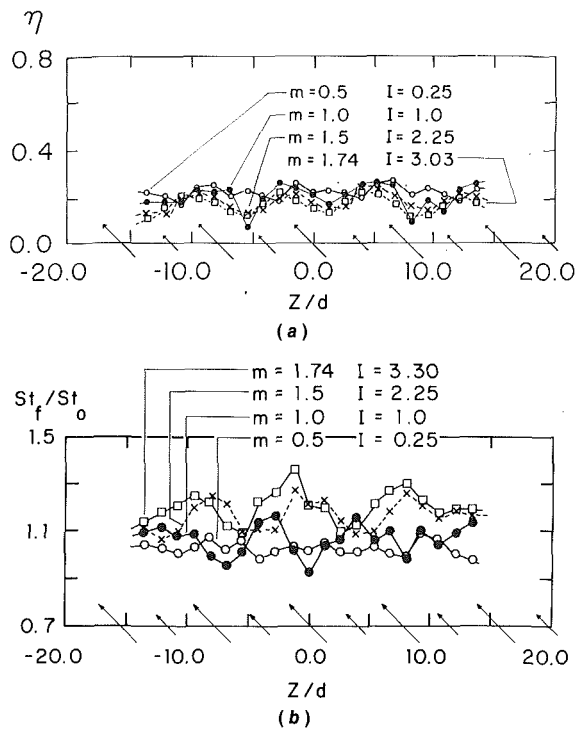 η
0.8
0.4
0.0
m = 0.5 I = 0.25
m = 1.0 I = 1.0
m = 1.5 I = 2.25
m = 1.74 I = 3.03
-20.0 -10.0 0.0 10.0 20.0
Z/d
(a)
m = 1.74 I = 3.30
m = 1.5 I = 2.25
m = 1.0 I = 1.0
m = 0.5 I = 0.25
St_f/St_o
1.5
1.1
0.7
-20.0 -10.0 0.0 10.0 20.0
Z/d
(b)